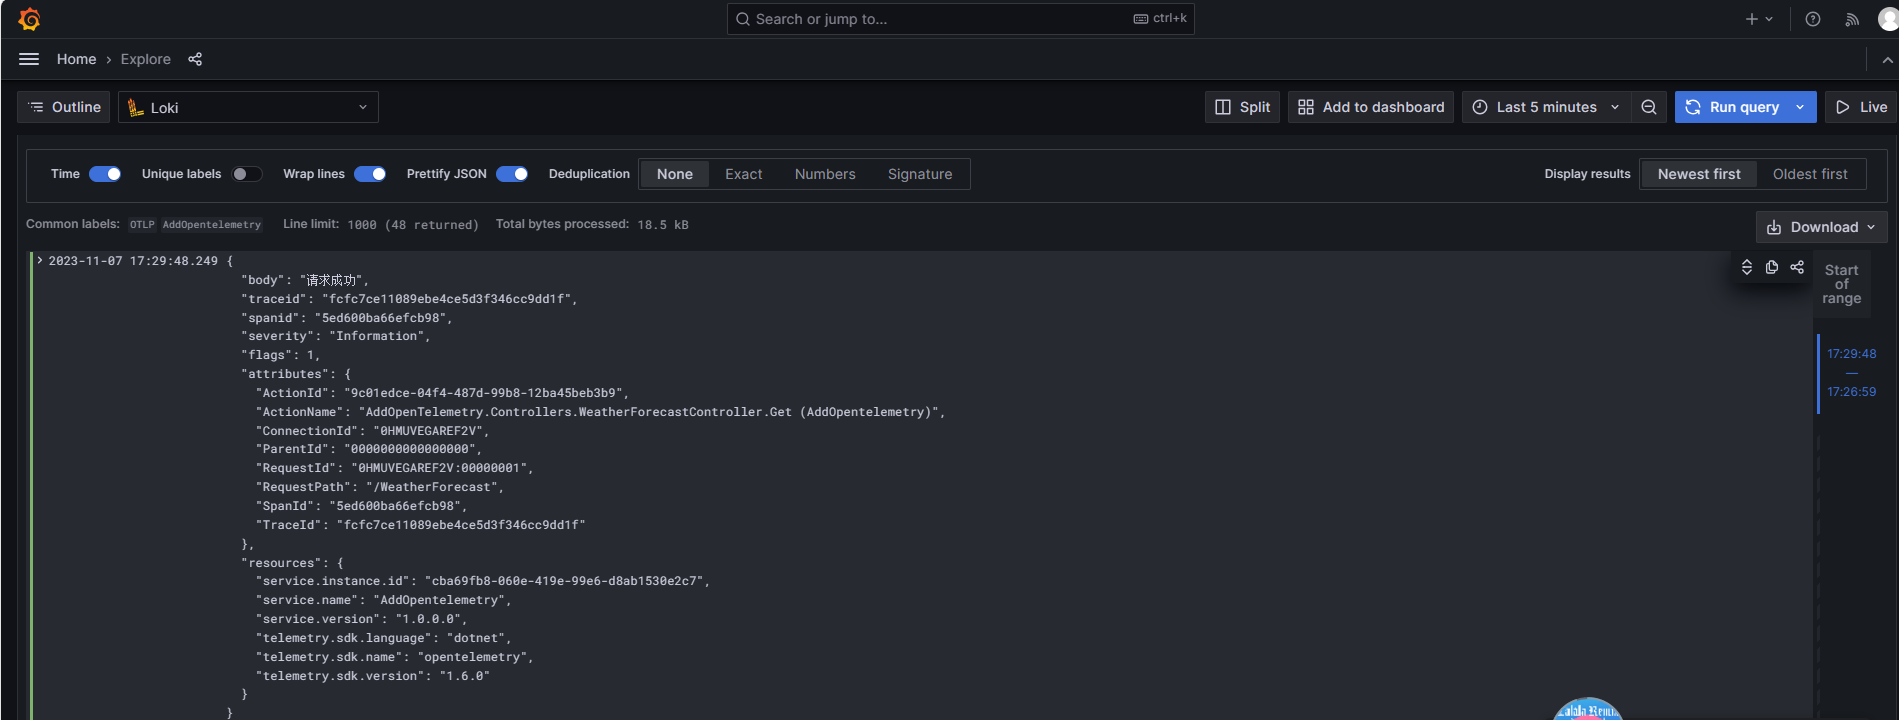 Search or jump to...
ctrl+k
Home › Explore
Outline
Loki
Split
Add to dashboard
Last 5 minutes
Run query
Live
Time
Unique labels
Wrap lines
Prettify JSON
Deduplication
None
Exact
Numbers
Signature
Display results
Newest first
Oldest first
Common labels: OTLP AddOpentelemetry Line limit: 1000 (48 returned) Total bytes processed: 18.5 kB
Download
2023-11-07 17:29:48.249 {
"body": "请求成功",
"traceid": "fcfc7ce11089ebe4ce5d3f346cc9dd1f",
"spanid": "5ed600ba66efcb98",
"severity": "Information",
"flags": 1,
"attributes": {
"ActionId": "9c01edce-04f4-487d-99b8-12ba45beb3b9",
"ActionName": "AddOpenTelemetry.Controllers.WeatherForecastController.Get (AddOpentelemetry)",
"ConnectionId": "0HMUVEGAREF2V",
"ParentId": "0000000000000000",
"RequestId": "0HMUVEGAREF2V:00000001",
"RequestPath": "/WeatherForecast",
"SpanId": "5ed600ba66efcb98",
"TraceId": "fcfc7ce11089ebe4ce5d3f346cc9dd1f"
},
"resources": {
"service.instance.id": "cba69fb8-060e-419e-99e6-d8ab1530e2c7",
"service.name": "AddOpentelemetry",
"service.version": "1.0.0.0",
"telemetry.sdk.language": "dotnet",
"telemetry.sdk.name": "opentelemetry",
"telemetry.sdk.version": "1.6.0"
}
}
Start
of
range
17:29:48
—
17:26:59